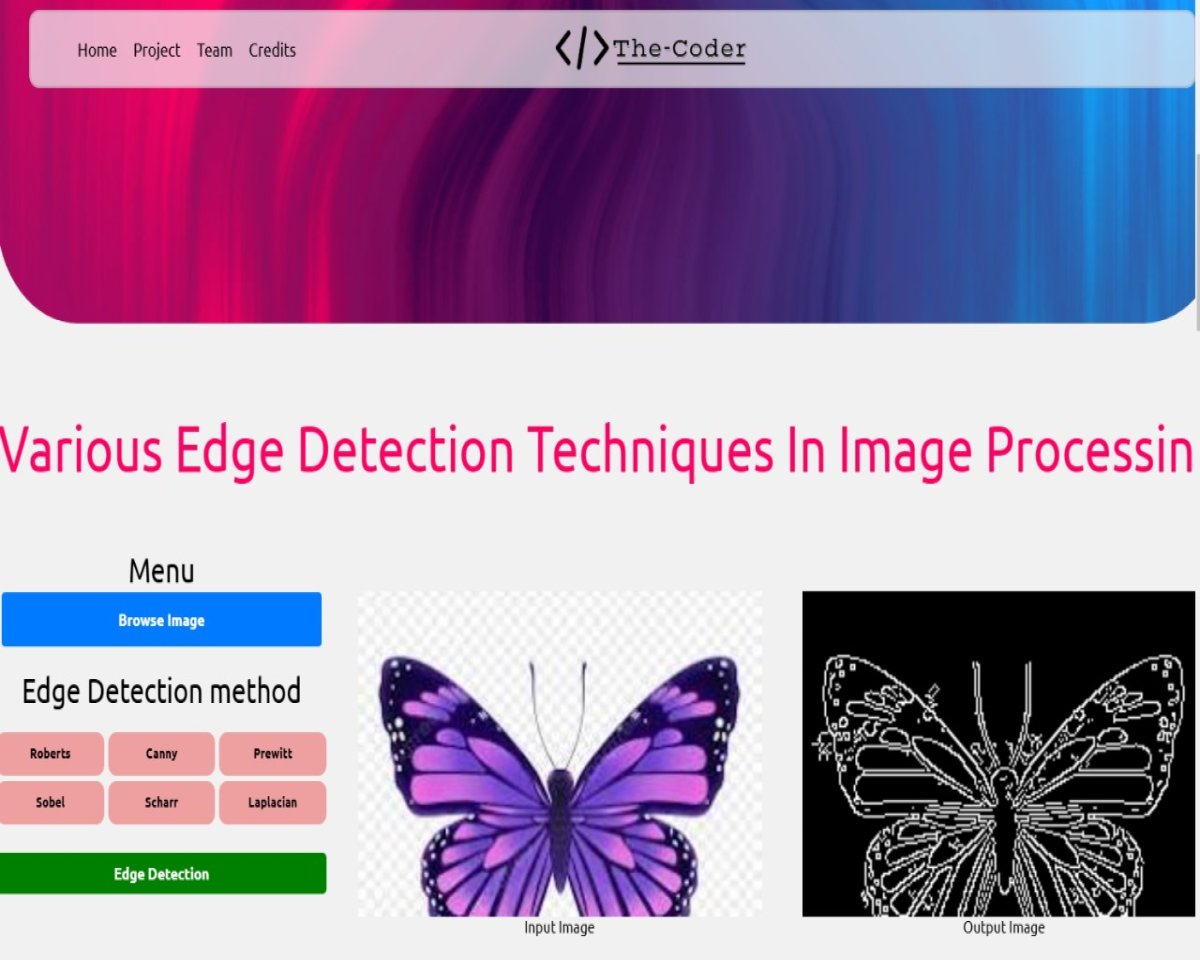 Home Project Team Credits
</>The-Coder
Various Edge Detection Techniques In Image Processin
Menu
Browse Image
Edge Detection method
Roberts Canny Prewitt
Sobel Scharr Laplacian
Edge Detection
Input Image
Output Image